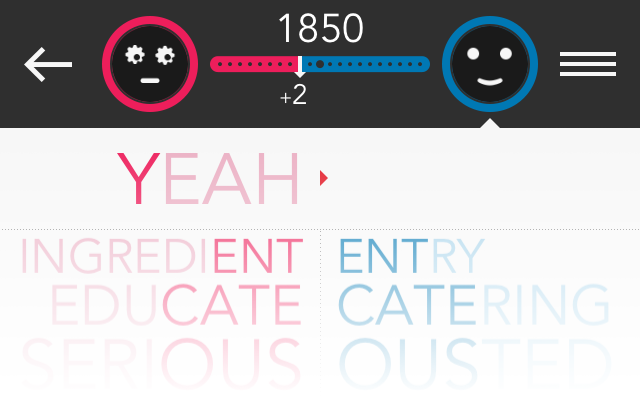 1850
+2
YEAH
INGREDIENT ENTRY
EDUCATE CATERING
SERIOUS OUSTED